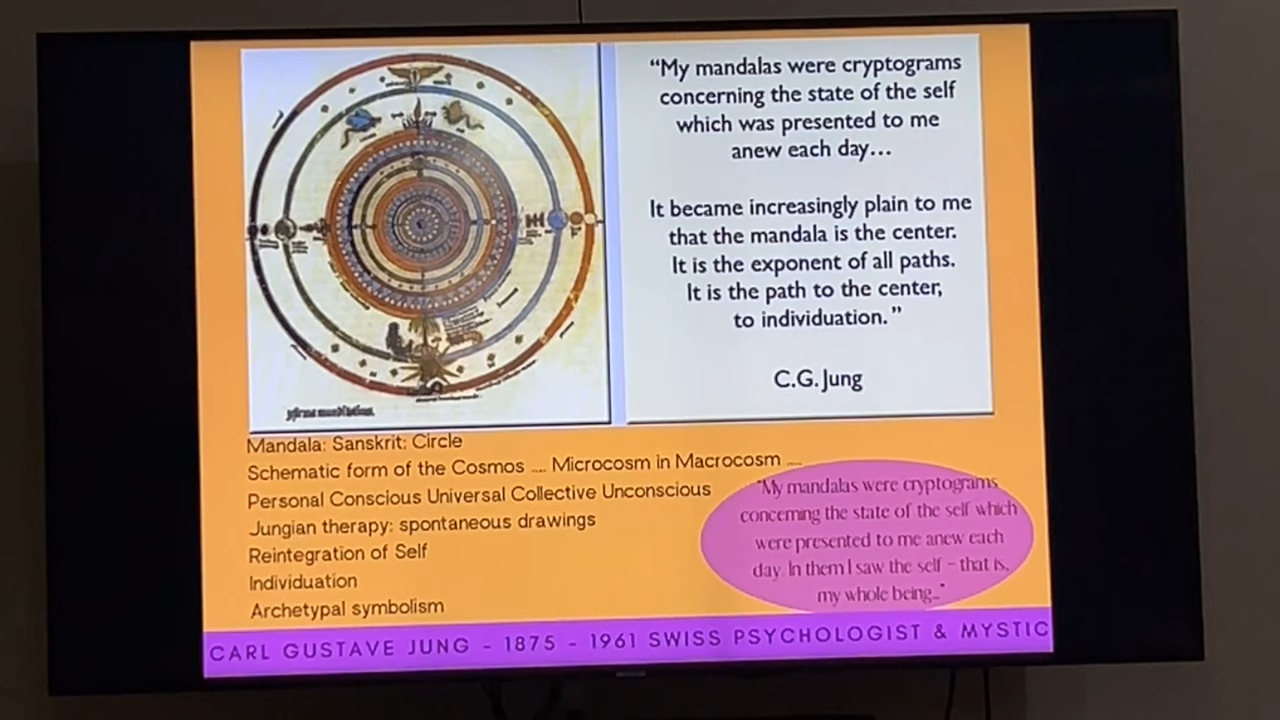 “My mandalas were cryptograms
concerning the state of the self
which was presented to me
anew each day...
It became increasingly plain to me
that the mandala is the center.
It is the exponent of all paths.
It is the path to the center,
to individuation.”
C.G. Jung
Mandala: Sanskrit: Circle
Schematic form of the Cosmos .... Microcosm in Macrocosm ....
Personal Conscious Universal Collective Unconscious
Jungian therapy: spontaneous drawings
Reintegration of Self
Individuation
Archetypal symbolism
"My mandalas were cryptograms
concerning the state of the self which
were presented to me anew each
day. In them I saw the self – that is,
my whole being..."
CARL GUSTAVE JUNG - 1875 - 1961 SWISS PSYCHOLOGIST & MYSTIC